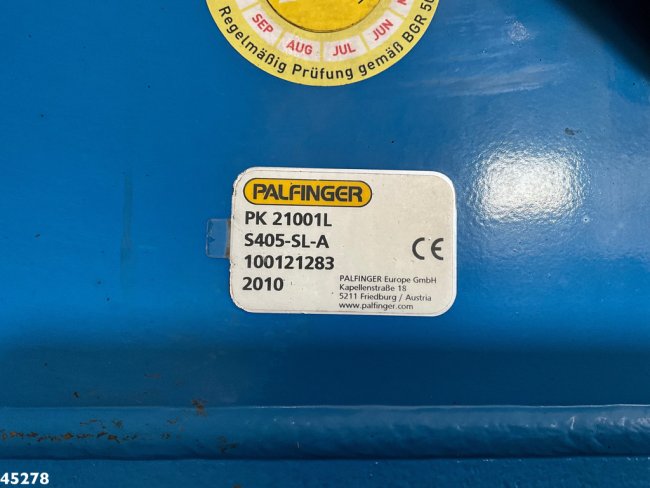 SEP AUG JUL JUN
Regelmäßig Prüfung gemäß BGR
PALFINGER
PK 21001L
S405-SL-A
100121283
2010
CE
PALFINGER Europe GmbH
Kapellenstraße 18
5211 Friedburg / Austria
www.palfinger.com
45278